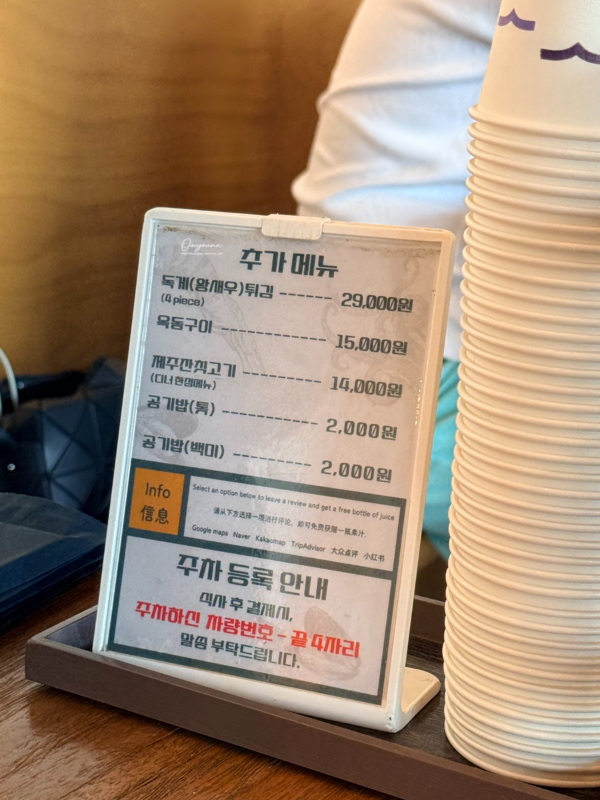 추가 메뉴
독게(왕새우)튀김 ------- 29,000원
(4 piece)
옥돔구이 -------------- 15,000원
제주잔칫고기 ---------- 14,000원
(디너 한정메뉴)
공기밥(톳) ------------ 2,000원
공기밥(백미) ---------- 2,000원
Info
信息
Select an option below to leave a review and get a free bottle of juice
请从下方选择一项进行评论，即可免费获赠一瓶果汁.
Google maps Naver Kakaomap TripAdvisor 大众点评 小红书
주차 등록 안내
식사 후 결제시,
주차하신 차량번호 - 끝 4자리
말씀 부탁드립니다.